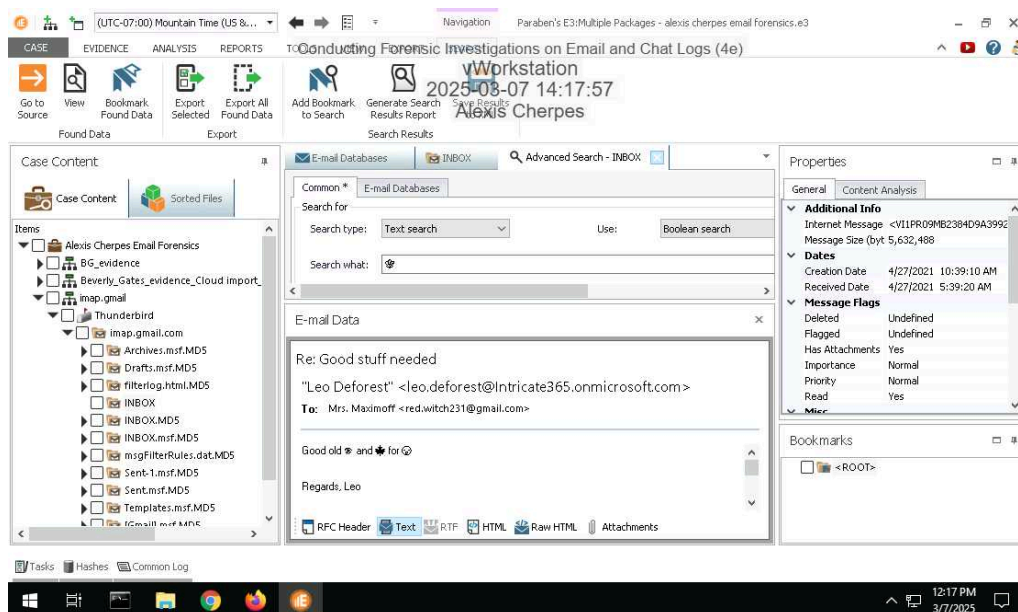 (UTC-07:00) Mountain Time (US &...
Navigation
Paraben's E3:Multiple Packages - alexis cherpes email forensics.e3
CASE EVIDENCE ANALYSIS REPORTS
Conducting Forensic Investigations on Email and Chat Logs (4e)
vWorkstation
2025-03-07 14:17:57
Alexis Cherpes
Go to Source
View
Bookmark Found Data
Export Selected
Export All Found Data
Add Bookmark to Search
Generate Search Results Report
Save Results
Found Data
Export
Search Results
Case Content
Case Content
Sorted Files
Items
Alexis Cherpes Email Forensics
BG_evidence
Beverly_Gates_evidence_Cloud import_
imap.gmail
Thunderbird
imap.gmail.com
Archives.msf.MD5
Drafts.msf.MD5
filterlog.html.MD5
INBOX
INBOX.MD5
INBOX.msf.MD5
msgFilterRules.dat.MD5
Sent-1.msf.MD5
Sent.msf.MD5
Templates.msf.MD5
[Gmail].msf.MD5
E-mail Databases
INBOX
Advanced Search - INBOX
Common *
E-mail Databases
Search for
Search type: Text search
Use: Boolean search
Search what:
E-mail Data
Re: Good stuff needed
"Leo Deforest" <leo.deforest@Intricate365.onmicrosoft.com>
To: Mrs. Maximoff <red.witch231@gmail.com>
Good old and 🍁 for
Regards, Leo
RFC Header Text RTF HTML Raw HTML Attachments
Properties
General Content Analysis
Additional Info
Internet Message <VI1PR09MB2384D9A3992
Message Size (byt 5,632,488
Dates
Creation Date 4/27/2021 10:39:10 AM
Received Date 4/27/2021 5:39:20 AM
Message Flags
Deleted Undefined
Flagged Undefined
Has Attachments Yes
Importance Normal
Priority Normal
Read Yes
Misc
Bookmarks
<ROOT>
Tasks Hashes Common Log
12:17 PM
3/7/2025